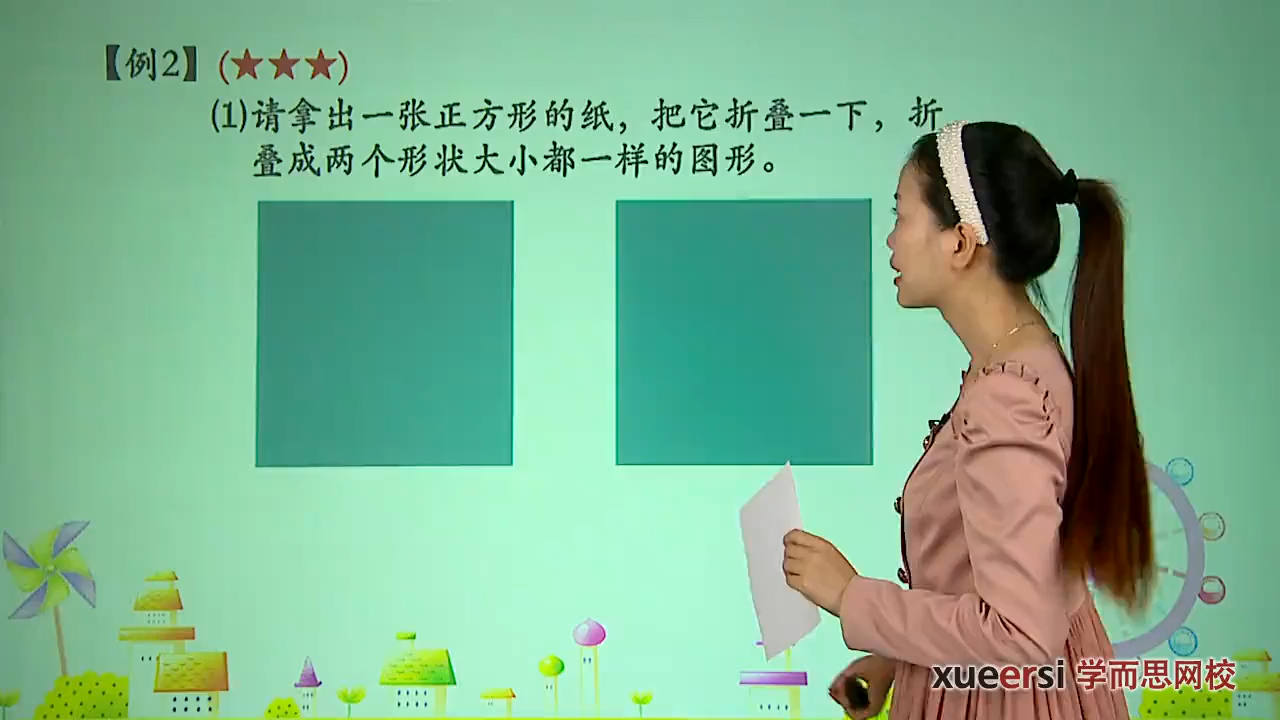 【例2】(★★★)
(1)请拿出一张正方形的纸，把它折叠一下，折
叠成两个形状大小都一样的图形。
xueersi 学而思网校